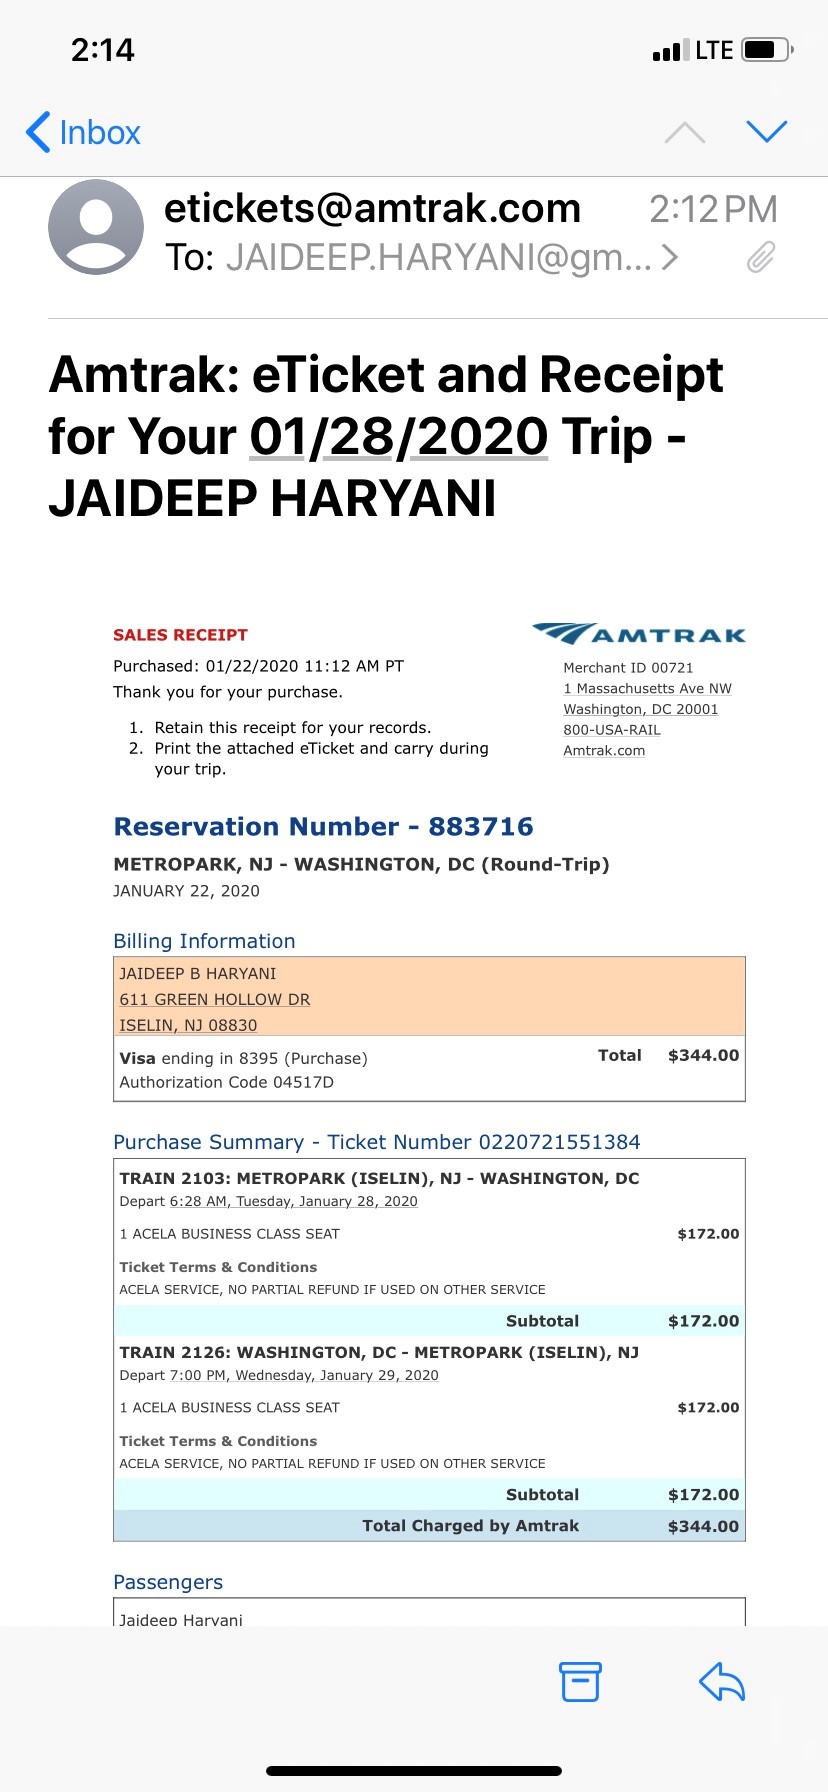 2:14 LTE
Inbox
etickets@amtrak.com 2:12 PM
To: JAIDEEP.HARYANI@gm...
Amtrak: eTicket and Receipt
for Your 01/28/2020 Trip -
JAIDEEP HARYANI
SALES RECEIPT
Purchased: 01/22/2020 11:12 AM PT
Thank you for your purchase.
1. Retain this receipt for your records.
2. Print the attached eTicket and carry during
your trip.
AMTRAK
Merchant ID 00721
1 Massachusetts Ave NW
Washington, DC 20001
800-USA-RAIL
Amtrak.com
Reservation Number - 883716
METROPARK, NJ - WASHINGTON, DC (Round-Trip)
JANUARY 22, 2020
Billing Information
JAIDEEP B HARYANI
611 GREEN HOLLOW DR
ISELIN, NJ 08830
Visa ending in 8395 (Purchase) Total $344.00
Authorization Code 04517D
Purchase Summary - Ticket Number 0220721551384
TRAIN 2103: METROPARK (ISELIN), NJ - WASHINGTON, DC
Depart 6:28 AM, Tuesday, January 28, 2020
1 ACELA BUSINESS CLASS SEAT $172.00
Ticket Terms & Conditions
ACELA SERVICE, NO PARTIAL REFUND IF USED ON OTHER SERVICE
Subtotal $172.00
TRAIN 2126: WASHINGTON, DC - METROPARK (ISELIN), NJ
Depart 7:00 PM, Wednesday, January 29, 2020
1 ACELA BUSINESS CLASS SEAT $172.00
Ticket Terms & Conditions
ACELA SERVICE, NO PARTIAL REFUND IF USED ON OTHER SERVICE
Subtotal $172.00
Total Charged by Amtrak $344.00
Passengers
Jaideep Haryani